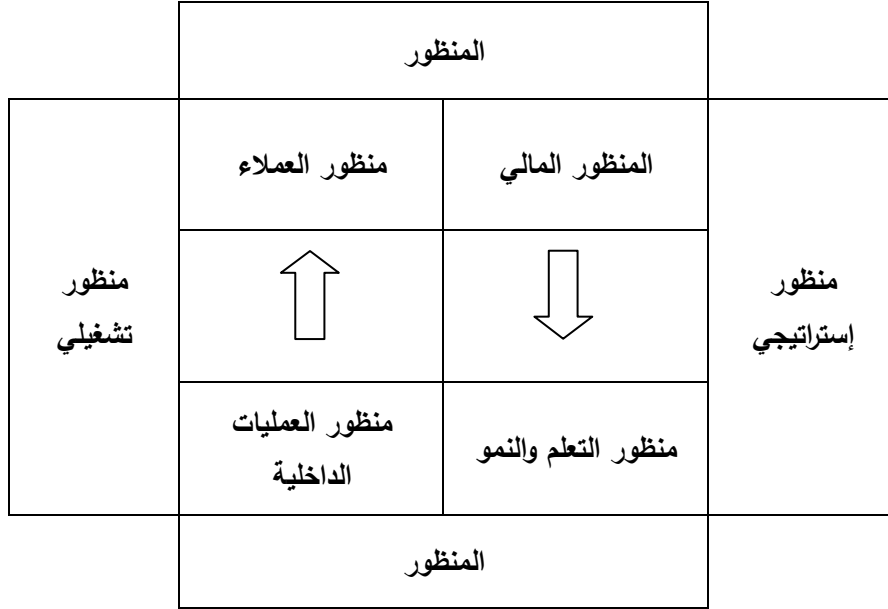 المنظور
منظور
إستراتيجي
المنظور المالي
منظور العملاء
منظور
تشغيلي
منظور التعلم والنمو
منظور العمليات
الداخلية
المنظور